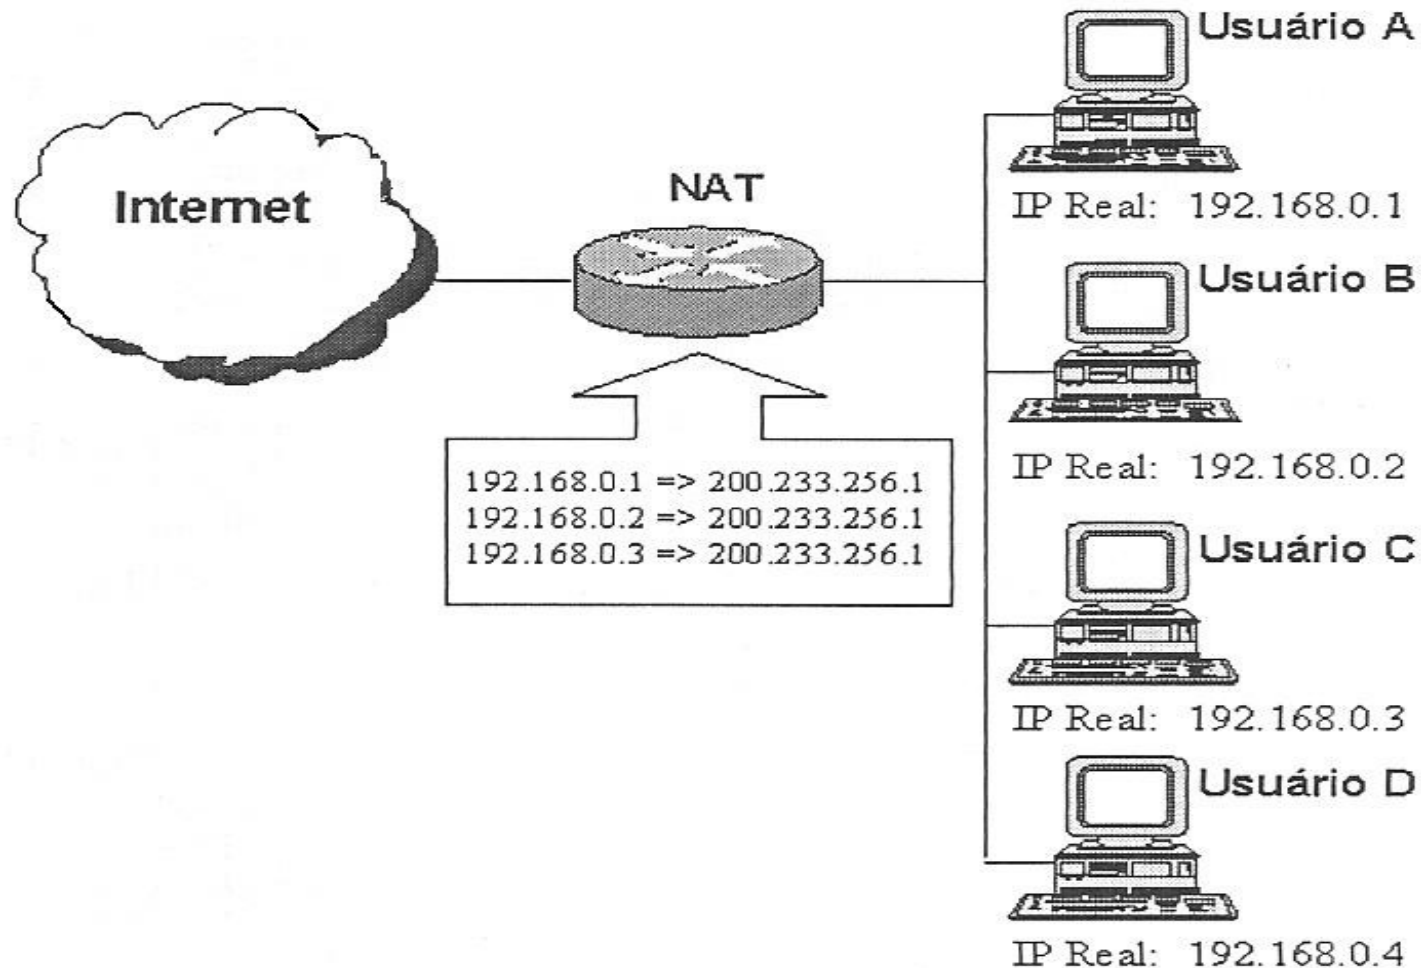 Internet
NAT
192.168.0.1 => 200.233.256.1
192.168.0.2 => 200.233.256.1
192.168.0.3 => 200.233.256.1
Usuário A
IP Real: 192.168.0.1
Usuário B
IP Real: 192.168.0.2
Usuário C
IP Real: 192.168.0.3
Usuário D
IP Real: 192.168.0.4